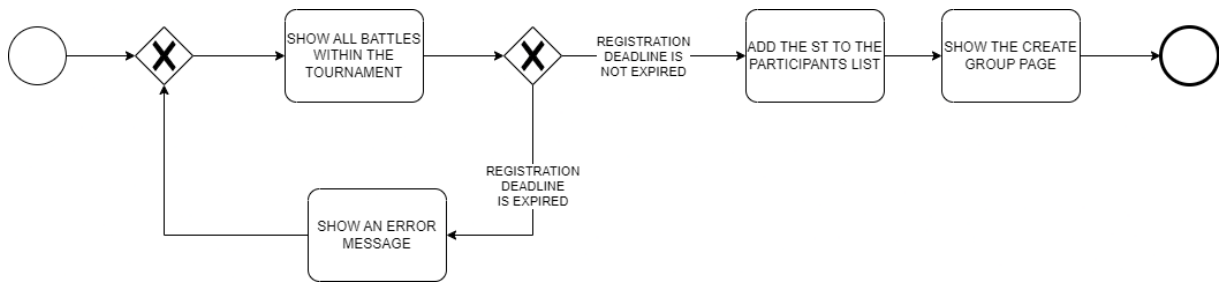 SHOW ALL BATTLES
WITHIN THE
TOURNAMENT
REGISTRATION
DEADLINE IS
NOT EXPIRED
ADD THE ST TO THE
PARTICIPANTS LIST
SHOW THE CREATE
GROUP PAGE
REGISTRATION
DEADLINE
IS EXPIRED
SHOW AN ERROR
MESSAGE